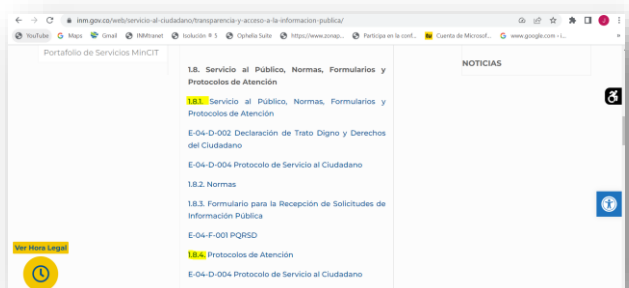 inm.gov.co/web/servicio-al-ciudadano/transparencia-y-acceso-a-la-informacion-publica/
YouTube Maps Gmail INMtranet Isolución # 5 Ophelia Suite https://www.zonap... Participa en la conf... Cuenta de Microsof... www.google.com - i...
Portafolio de Servicios MinCIT
NOTICIAS
1.8. Servicio al Público, Normas, Formularios y
Protocolos de Atención
1.8.1. Servicio al Público, Normas, Formularios y
Protocolos de Atención
E-04-D-002 Declaración de Trato Digno y Derechos
del Ciudadano
E-04-D-004 Protocolo de Servicio al Ciudadano
1.8.2. Normas
1.8.3. Formulario para la Recepción de Solicitudes de
Información Pública
E-04-F-001 PQRSD
Ver Hora Legal
1.8.4. Protocolos de Atención
E-04-D-004 Protocolo de Servicio al Ciudadano